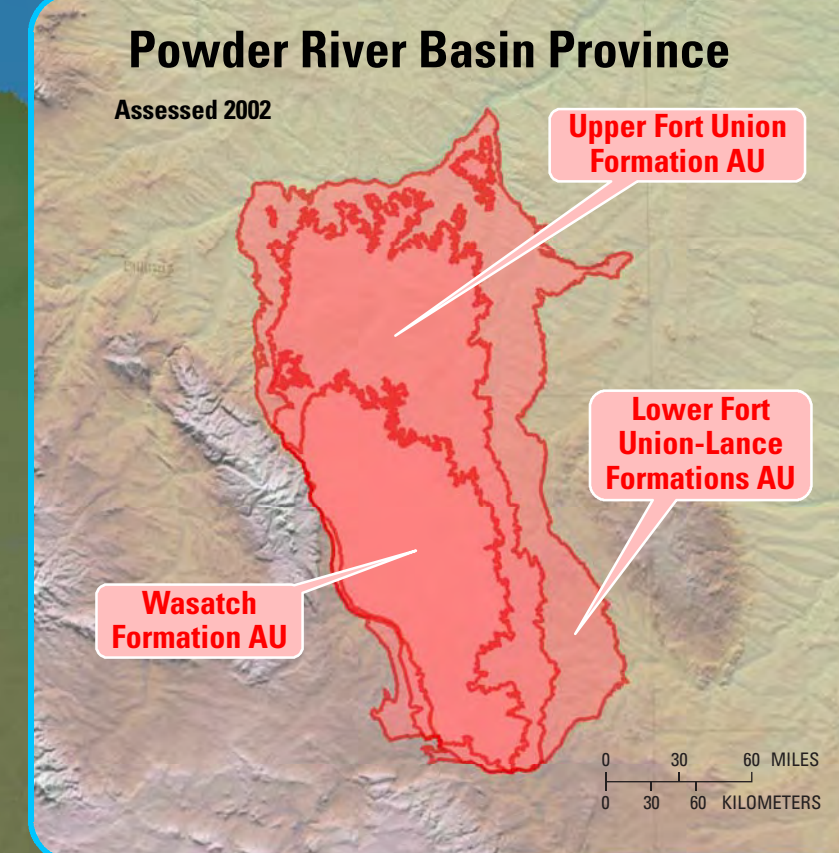 Powder River Basin Province
Assessed 2002
Upper Fort Union
Formation AU
Billings
Lower Fort
Union-Lance
Formations AU
Wasatch
Formation AU
0 30 60 MILES
0 30 60 KILOMETERS